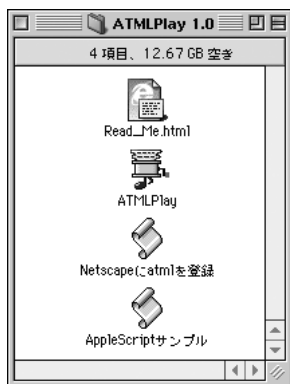 ATMLPlay 1.0
4 項目、12.67 GB 空き
Read_Me.html
ATMLPlay
Netscapeにatmlを登録
AppleScriptサンプル